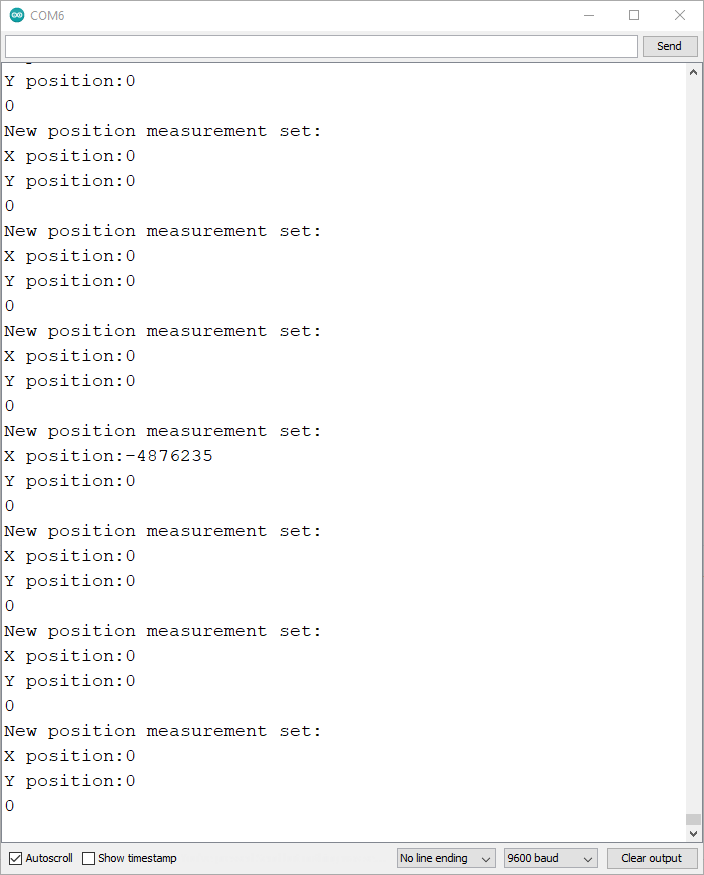 COM6
Send
Y position:0
0
New position measurement set:
X position:0
Y position:0
0
New position measurement set:
X position:0
Y position:0
0
New position measurement set:
X position:0
Y position:0
0
New position measurement set:
X position:-4876235
Y position:0
0
New position measurement set:
X position:0
Y position:0
0
New position measurement set:
X position:0
Y position:0
0
New position measurement set:
X position:0
Y position:0
0
Autoscroll Show timestamp No line ending 9600 baud Clear output